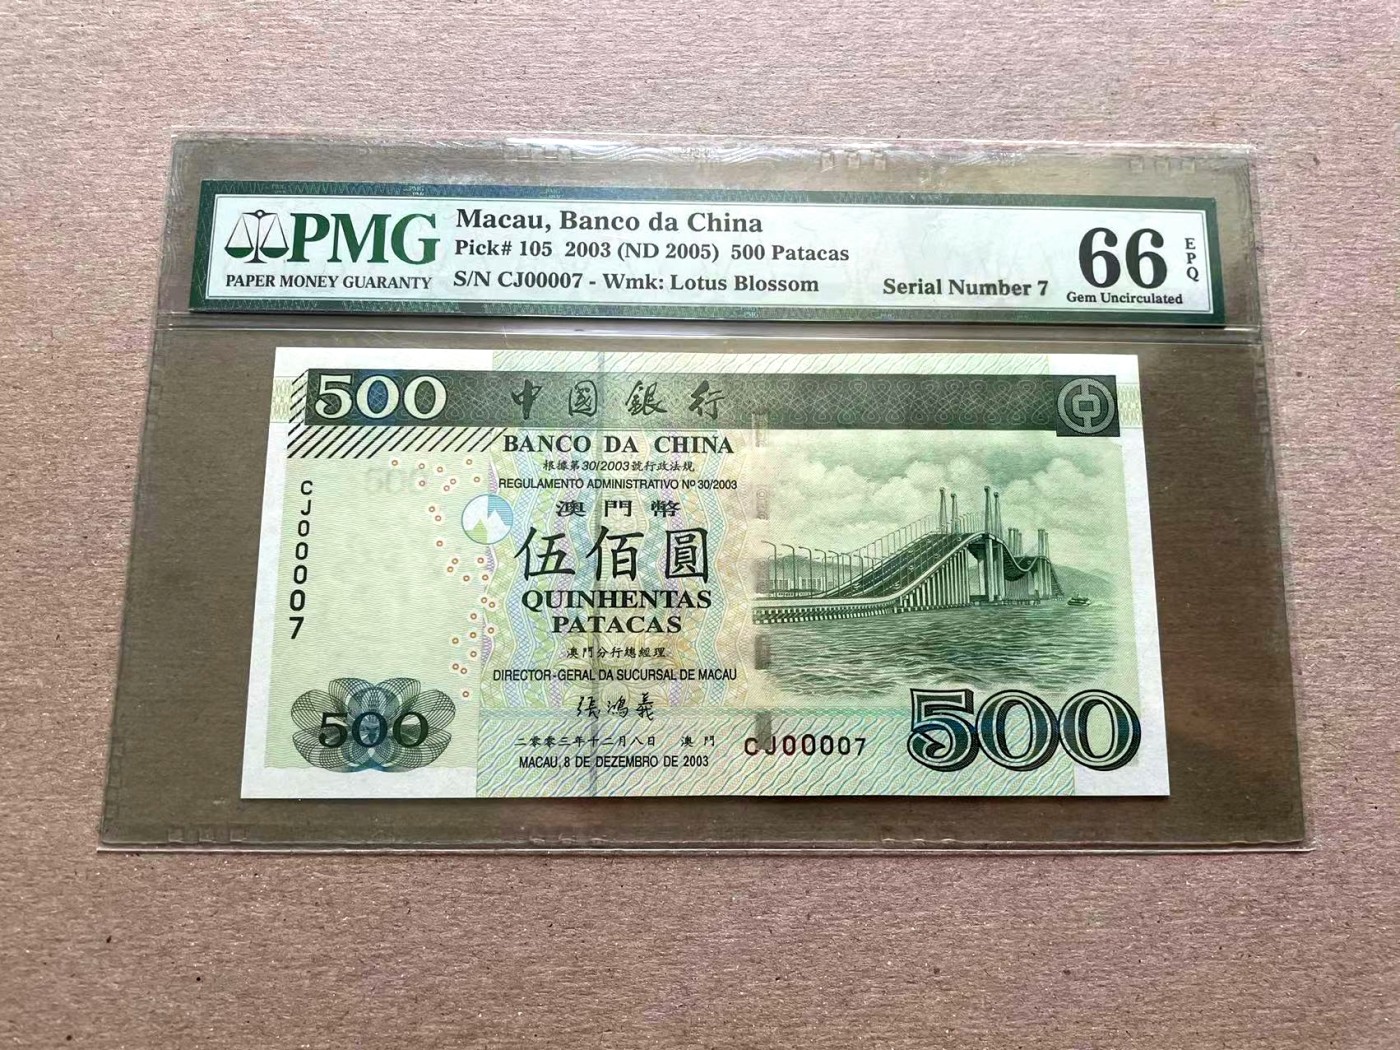 PMG
PAPER MONEY GUARANTY
Macau, Banco da China
Pick# 105 2003 (ND 2005) 500 Patacas
S/N CJ00007 - Wmk: Lotus Blossom
Serial Number 7
66
EPQ
Gem Uncirculated
500
中國銀行
BANCO DA CHINA
根據第30/2003號行政法規
REGULAMENTO ADMINISTRATIVO Nº 30/2003
澳門幣
伍佰圓
QUINHENTAS
PATACAS
澳門分行總經理
DIRECTOR-GERAL DA SUCURSAL DE MACAU
張鴻義
二零零三年十二月八日 澳門
MACAU, 8 DE DEZEMBRO DE 2003
CJ00007
500
CJ00007
500